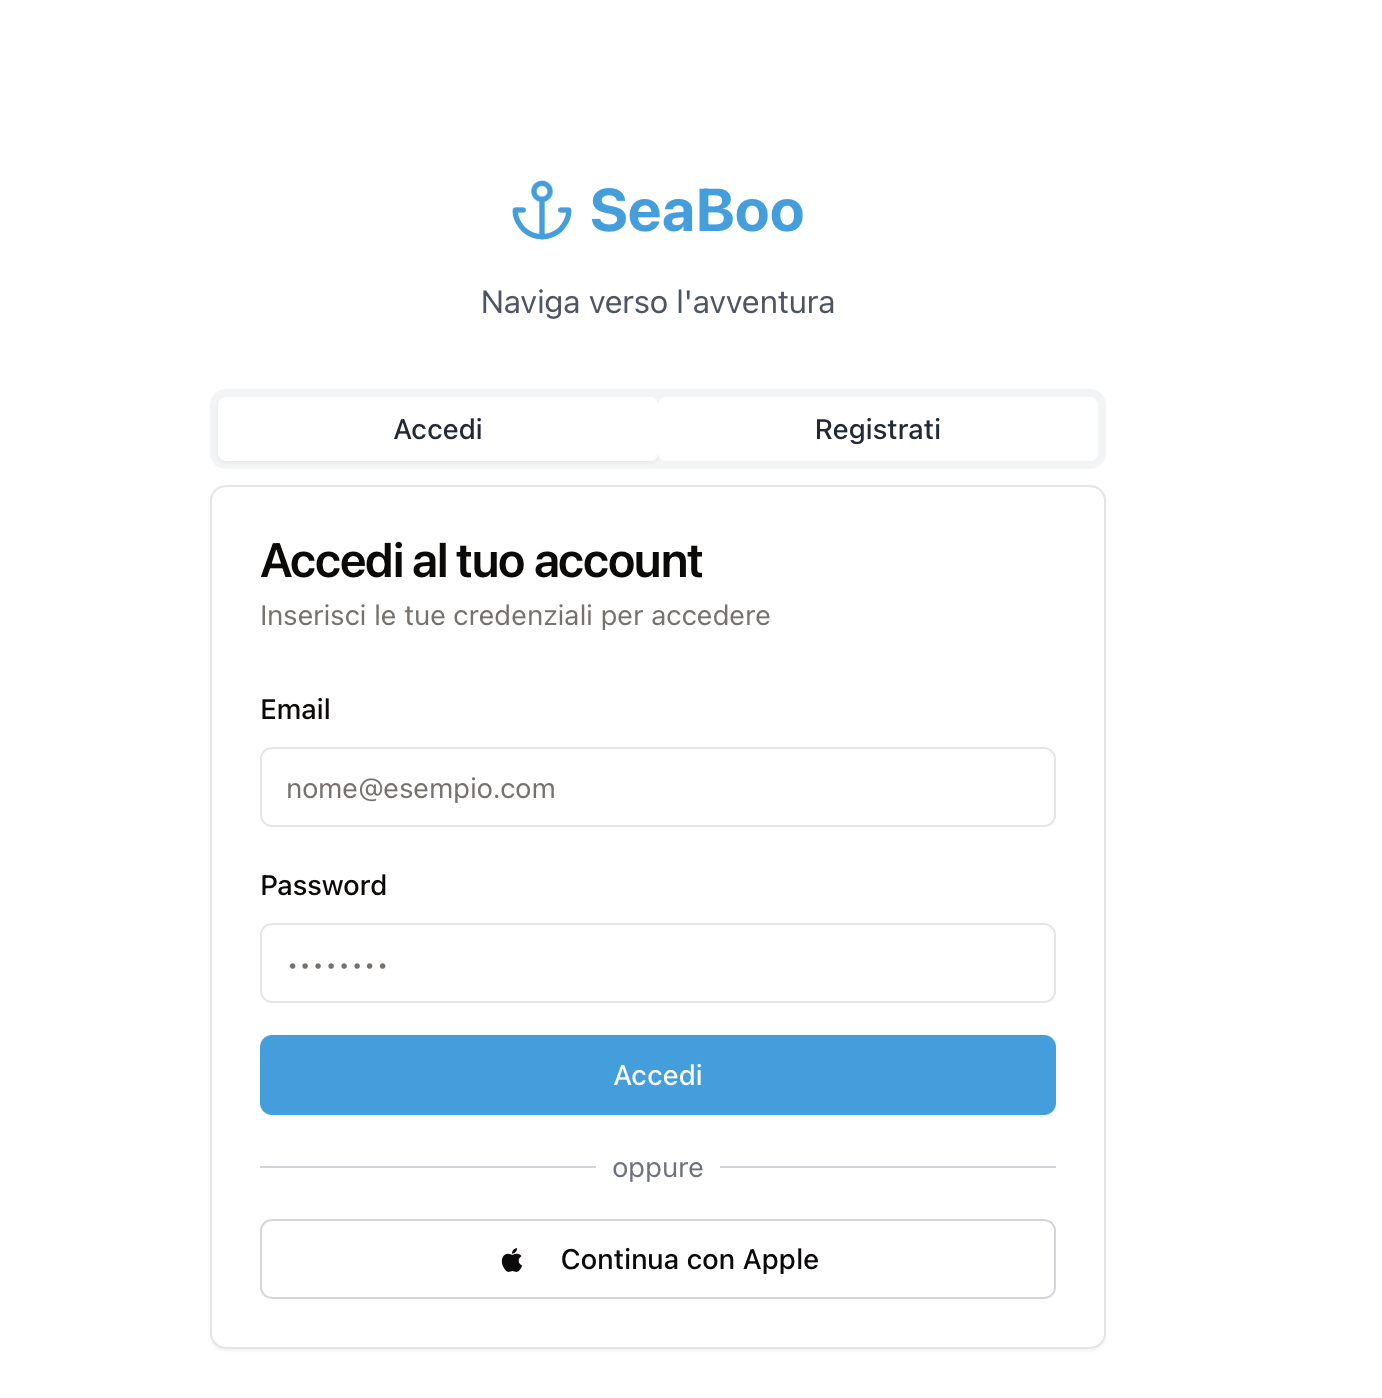 SeaBoo
Naviga verso l'avventura
Accedi
Registrati
Accedi al tuo account
Inserisci le tue credenziali per accedere
Email
nome@esempio.com
Password
••••••••
Accedi
oppure
Continua con Apple